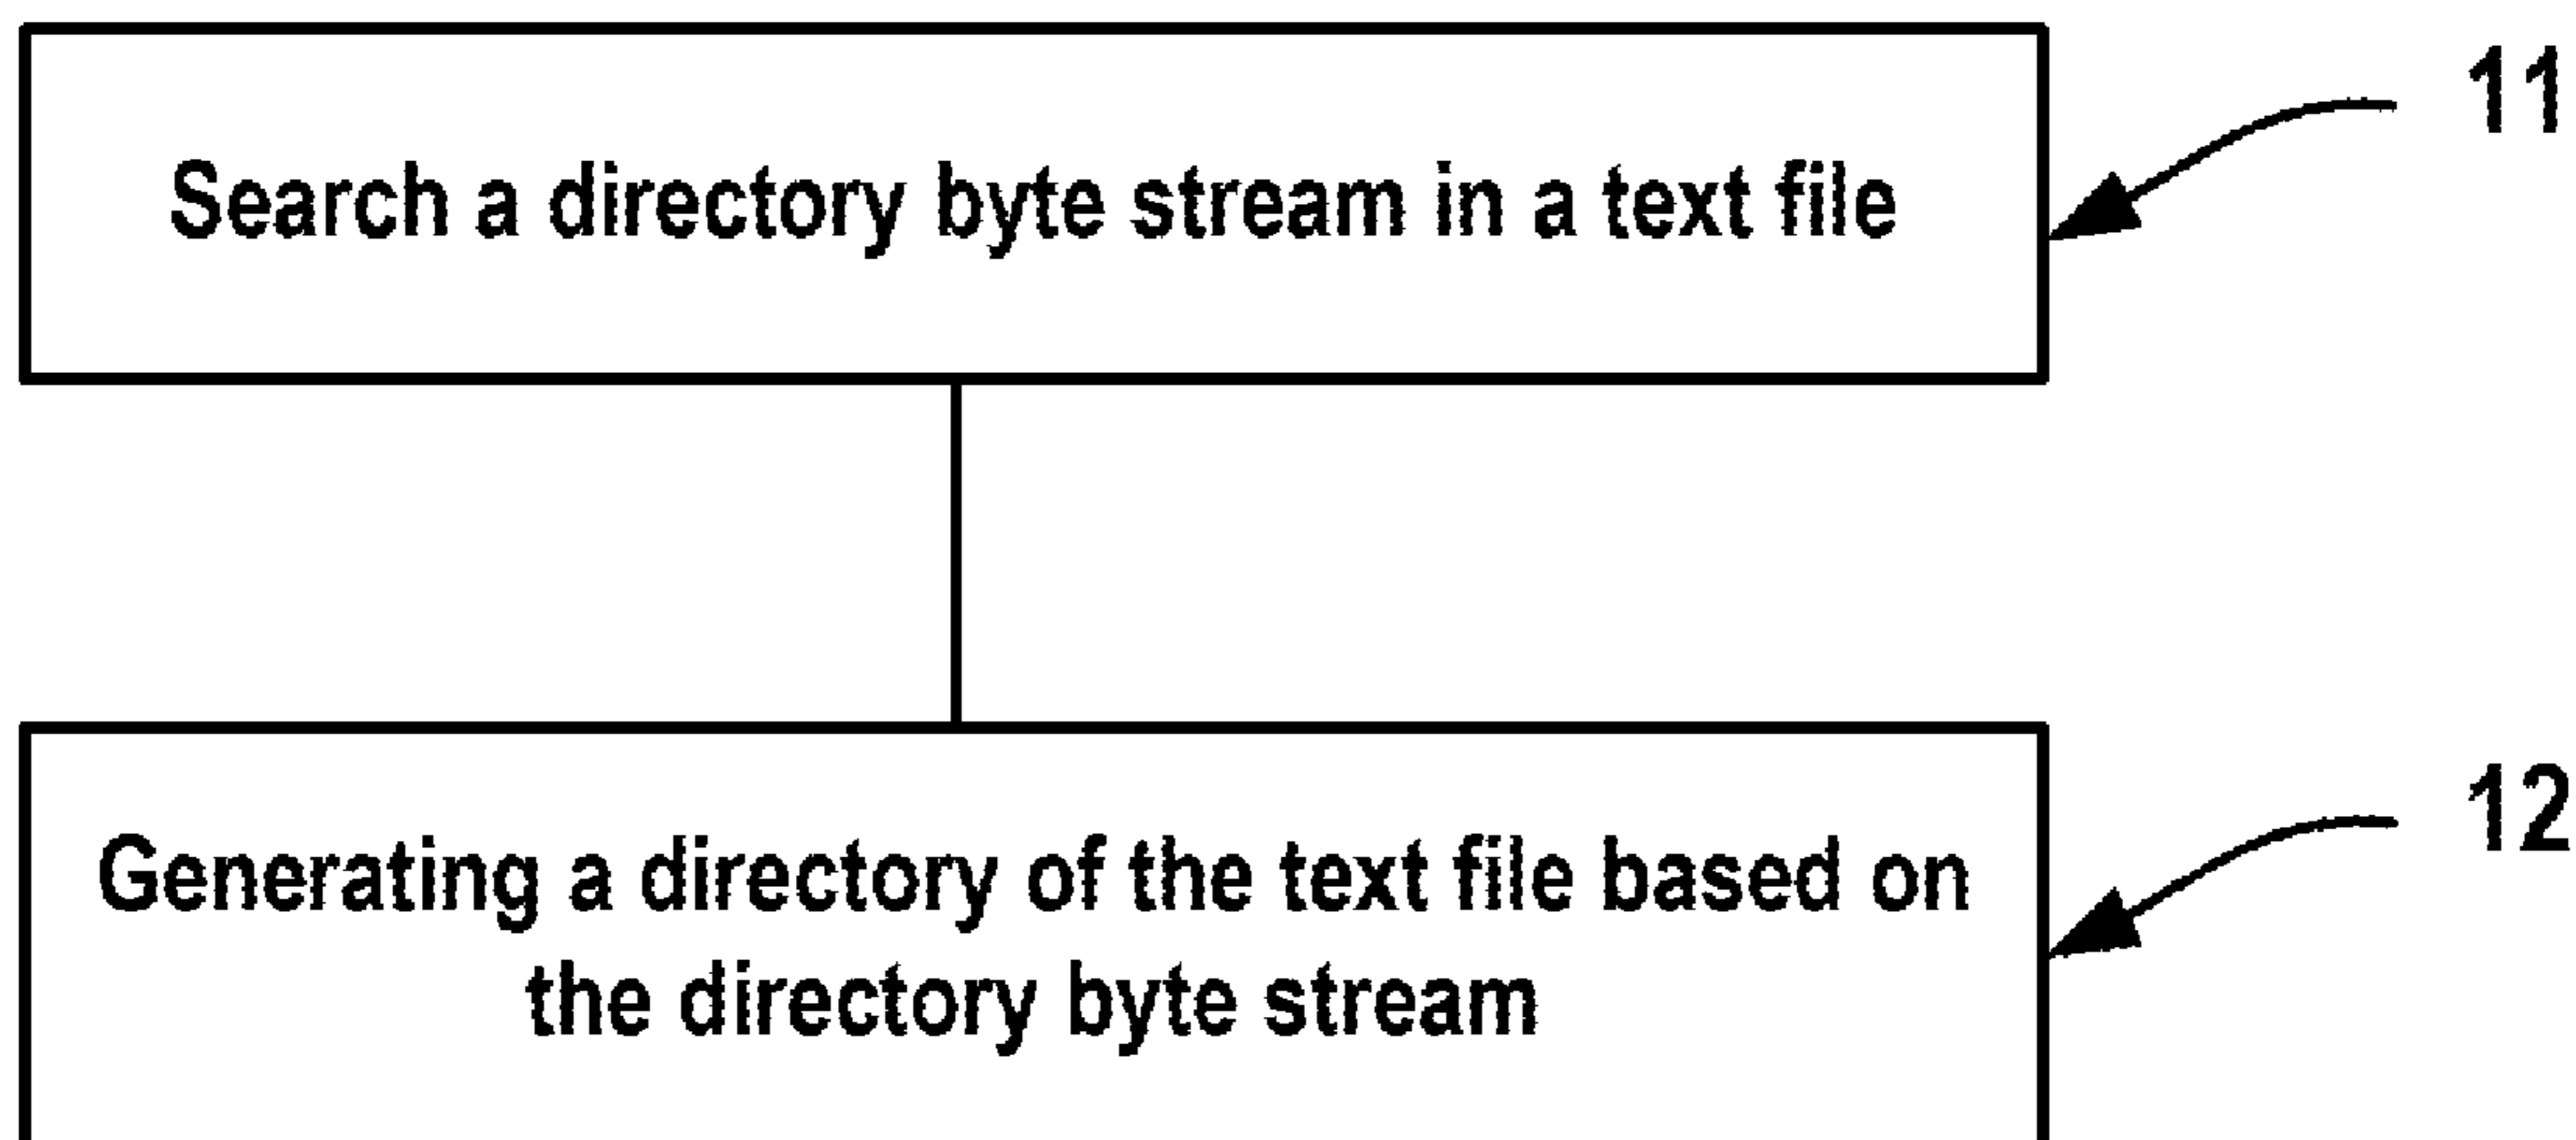 11
Search a directory byte stream in a text file
12
Generating a directory of the text file based on
the directory byte stream